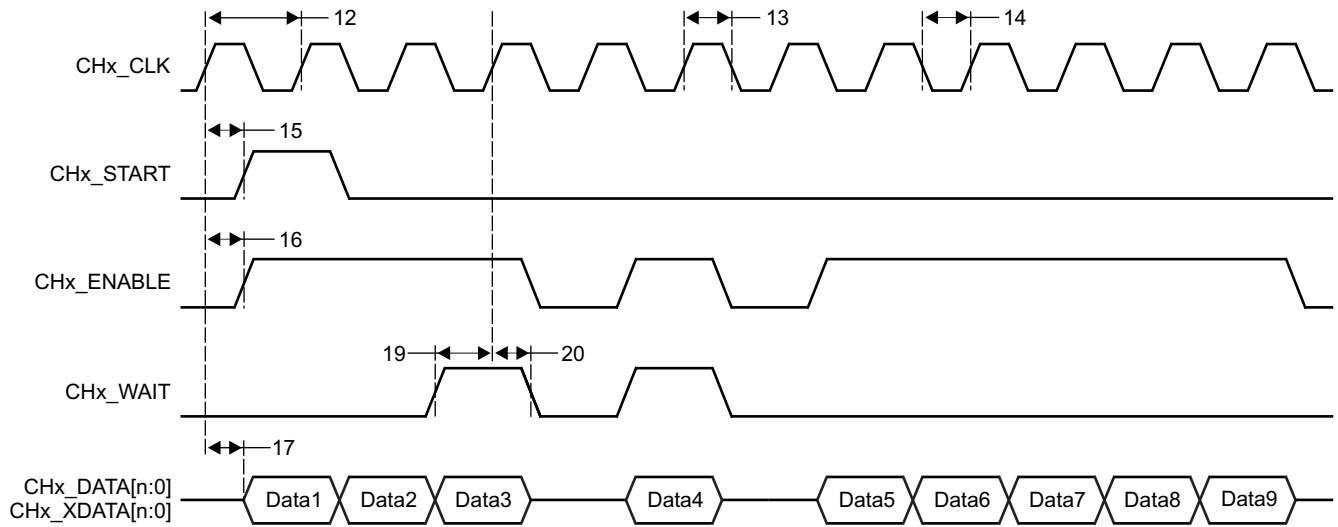 12
13
14
CHx_CLK
15
CHx_START
16
CHx_ENABLE
19
20
CHx_WAIT
17
CHx_DATA[n:0]
CHx_XDATA[n:0]
Data1 Data2 Data3 Data4 Data5 Data6 Data7 Data8 Data9